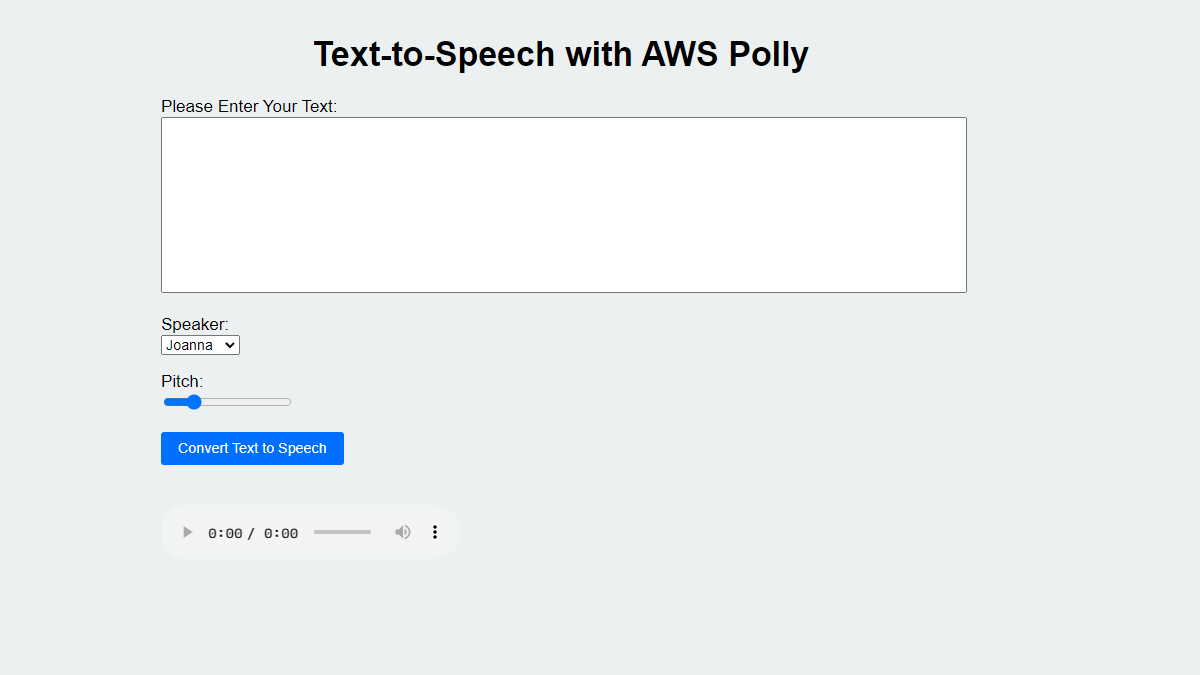 Text-to-Speech with AWS Polly
Please Enter Your Text:
Speaker:
Joanna
Pitch:
Convert Text to Speech
0:00 / 0:00